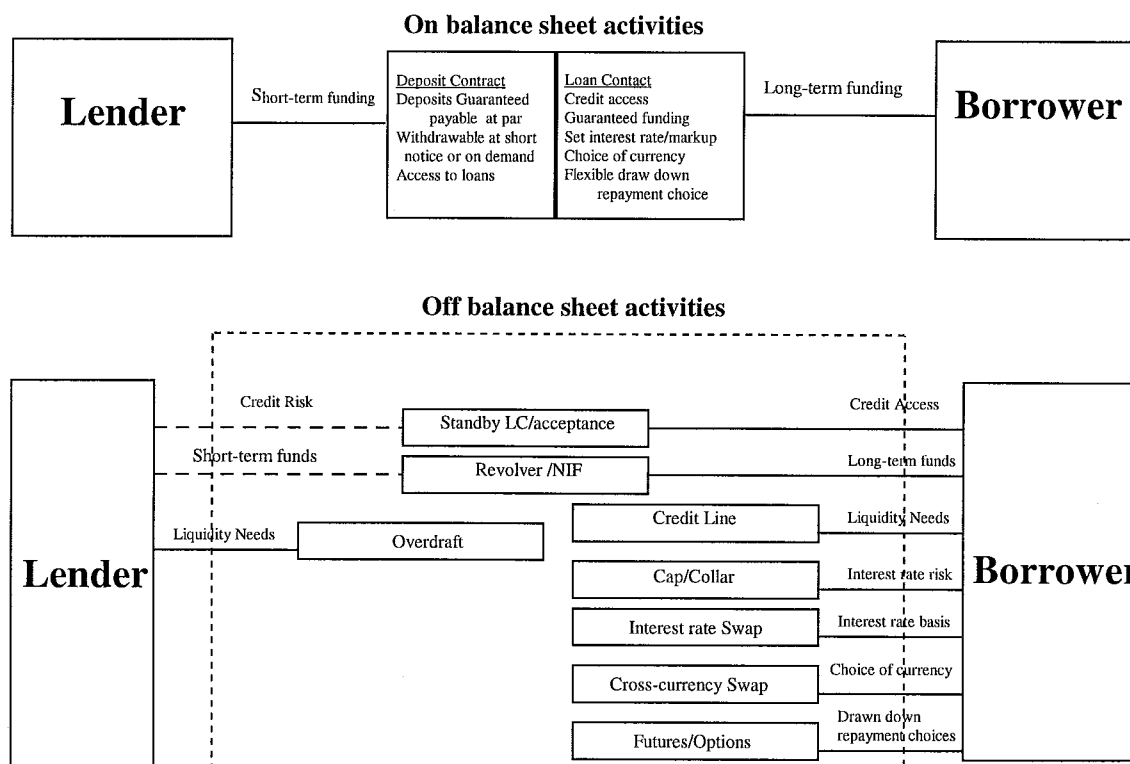 On balance sheet activities
Lender
Short-term funding
Deposit Contract
Deposits Guaranteed
payable at par
Withdrawable at short
notice or on demand
Access to loans
Loan Contact
Credit access
Guaranteed funding
Set interest rate/markup
Choice of currency
Flexible draw down
repayment choice
Long-term funding
Borrower
Off balance sheet activities
Lender
Credit Risk
Standby LC/acceptance
Credit Access
Short-term funds
Revolver /NIF
Long-term funds
Liquidity Needs
Overdraft
Credit Line
Liquidity Needs
Cap/Collar
Interest rate risk
Interest rate Swap
Interest rate basis
Cross-currency Swap
Choice of currency
Futures/Options
Drawn down
repayment choices
Borrower